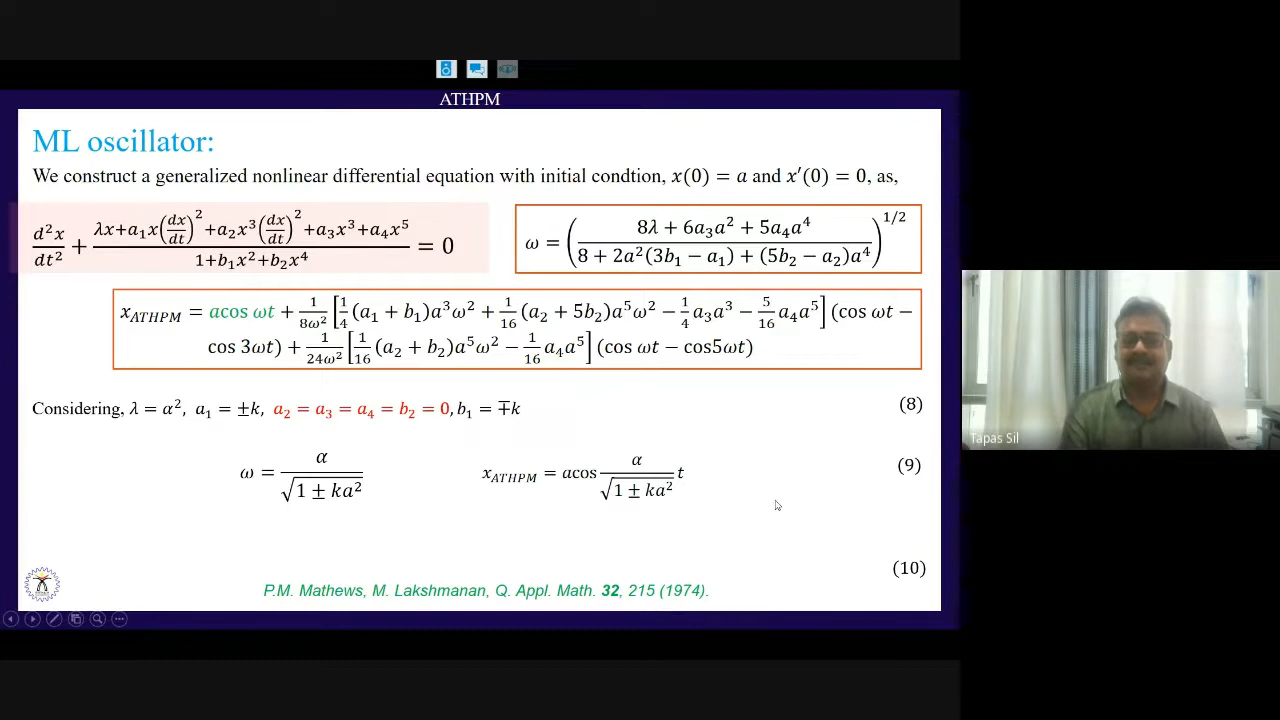 ATHPM
ML oscillator:
We construct a generalized nonlinear differential equation with initial condtion, x(0) = a and x′(0) = 0, as,
d²x/dt² + (λx+a₁x(dx/dt)²+a₂x³(dx/dt)²+a₃x³+a₄x⁵)/(1+b₁x²+b₂x⁴) = 0
ω = ((8λ + 6a₃a² + 5a₄a⁴)/(8 + 2a²(3b₁ − a₁) + (5b₂ − a₂)a⁴))^1/2
x_ATHPM = acos ωt + 1/8ω² [1/4 (a₁ + b₁)a³ω² + 1/16 (a₂ + 5b₂)a⁵ω² − 1/4 a₃a³ − 5/16 a₄a⁵] (cos ωt −
cos 3ωt) + 1/24ω² [1/16 (a₂ + b₂)a⁵ω² − 1/16 a₄a⁵] (cos ωt − cos5ωt)
Considering, λ = α², a₁ = ±k, a₂ = a₃ = a₄ = b₂ = 0, b₁ = ∓k (8)
ω = α/√(1 ± ka²) x_ATHPM = acos α/√(1 ± ka²) t (9)
(10)
P.M. Mathews, M. Lakshmanan, Q. Appl. Math. 32, 215 (1974).
Tapas Sil